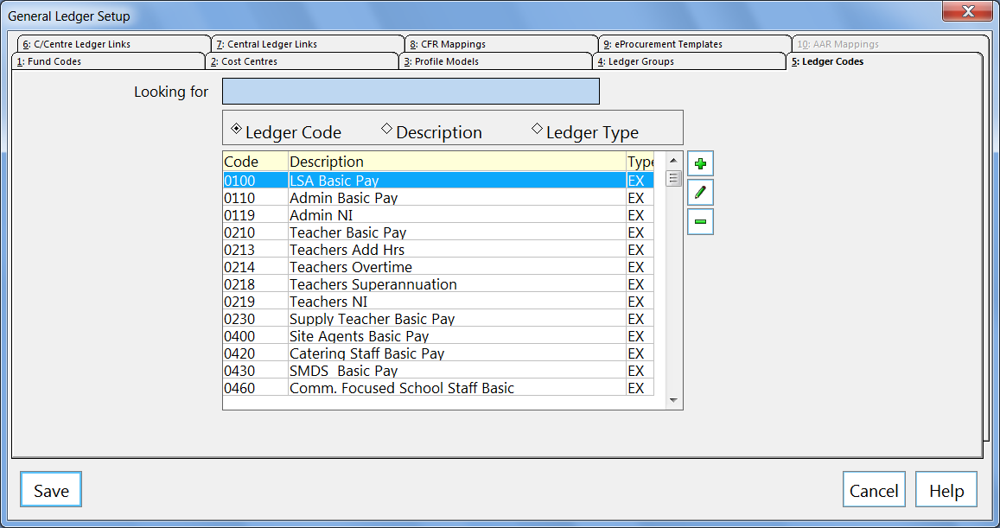 General Ledger Setup
6: C/Centre Ledger Links 7: Central Ledger Links 8: CFR Mappings 9: eProcurement Templates 10: AAR Mappings
1: Fund Codes 2: Cost Centres 3: Profile Models 4: Ledger Groups 5: Ledger Codes
Looking for
Ledger Code Description Ledger Type
Code Description Type
0100 LSA Basic Pay EX
0110 Admin Basic Pay EX
0119 Admin NI EX
0210 Teacher Basic Pay EX
0213 Teachers Add Hrs EX
0214 Teachers Overtime EX
0218 Teachers Superannuation EX
0219 Teachers NI EX
0230 Supply Teacher Basic Pay EX
0400 Site Agents Basic Pay EX
0420 Catering Staff Basic Pay EX
0430 SMDS  Basic Pay EX
0460 Comm. Focused School Staff Basic EX
Save Cancel Help